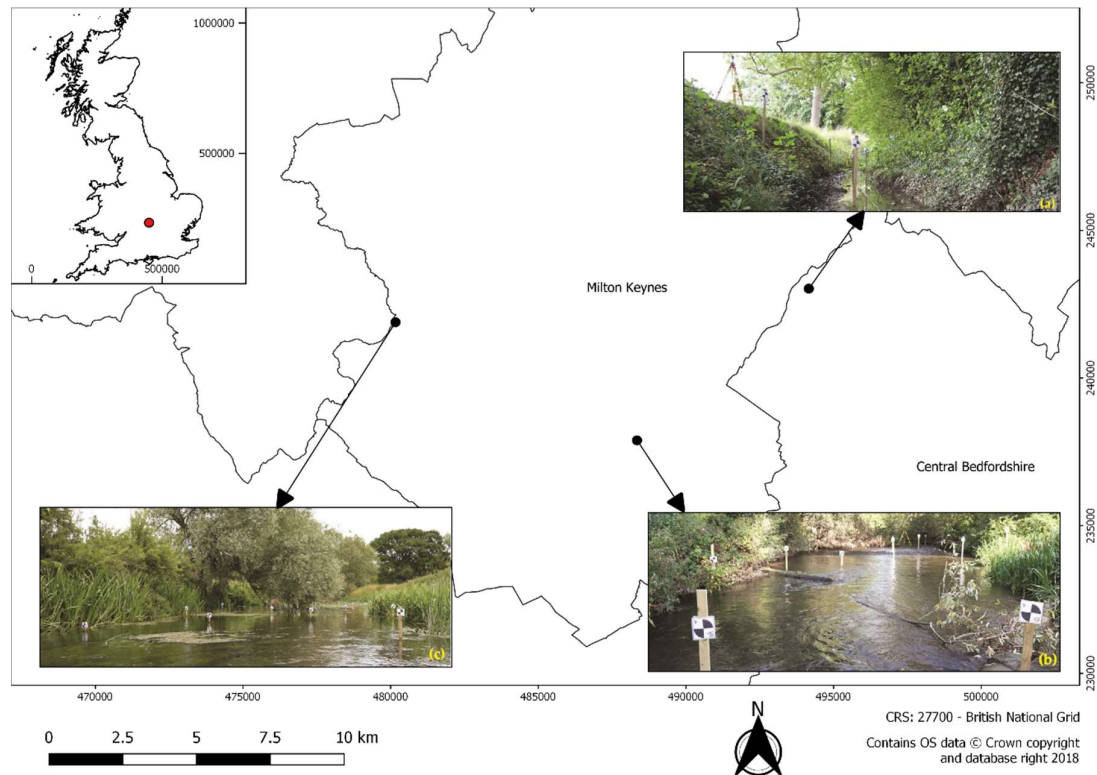 1000000
500000
0
500000
250000
(a)
245000
Milton Keynes
240000
Central Bedfordshire
235000
(c)
(b)
230000
470000
475000
480000
485000
490000
495000
500000
0
2.5
5
7.5
10 km
N
CRS: 27700 - British National Grid
Contains OS data © Crown copyright
and database right 2018